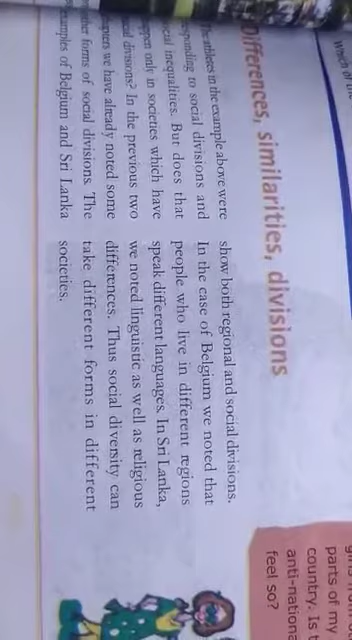 Which of
Differences, similarities, divisions
The athletes in the example above were
responding to social divisions and
social inequalities. But does that
happen only in societies which have
social divisions? In the previous two
chapters we have already noted some
other forms of social divisions. The
examples of Belgium and Sri Lanka
show both regional and social divisions.
In the case of Belgium we noted that
people who live in different regions
speak different languages. In Sri Lanka,
we noted linguistic as well as religious
differences. Thus social diversity can
take different forms in different
societies.
parts of my
country. Is
anti-nationa
feel so?